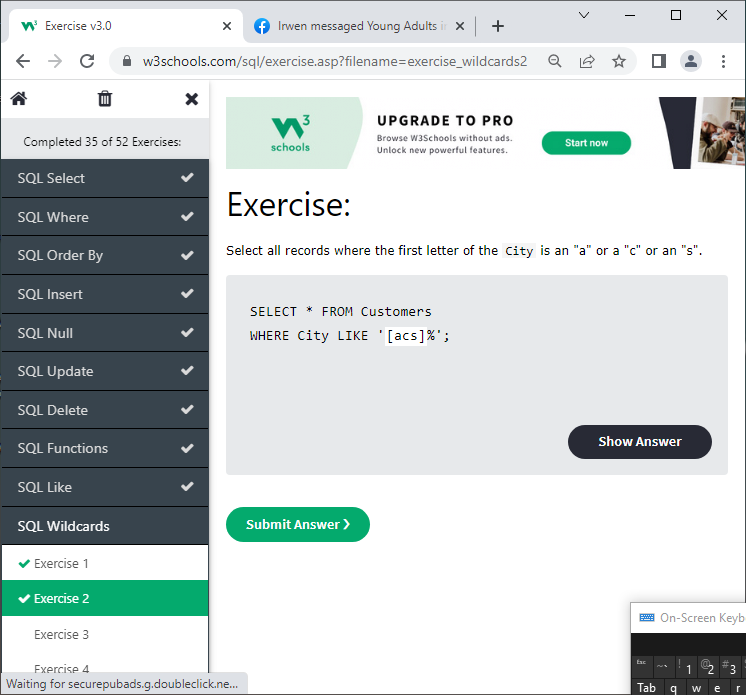 Exercise v3.0
Irwen messaged Young Adults in
w3schools.com/sql/exercise.asp?filename=exercise_wildcards2
Completed 35 of 52 Exercises:
SQL Select
SQL Where
SQL Order By
SQL Insert
SQL Null
SQL Update
SQL Delete
SQL Functions
SQL Like
SQL Wildcards
Exercise 1
Exercise 2
Exercise 3
Exercise 4
Waiting for securepubads.g.doubleclick.ne...
W3
schools
UPGRADE TO PRO
Browse W3Schools without ads.
Unlock new powerful features.
Start now
Exercise:
Select all records where the first letter of the City is an "a" or a "c" or an "s".
SELECT * FROM Customers
WHERE City LIKE '[acs]%';
Show Answer
Submit Answer ❯
On-Screen Keyb
esc ~ ` ! 1 @ 2 # 3
Tab q w e r